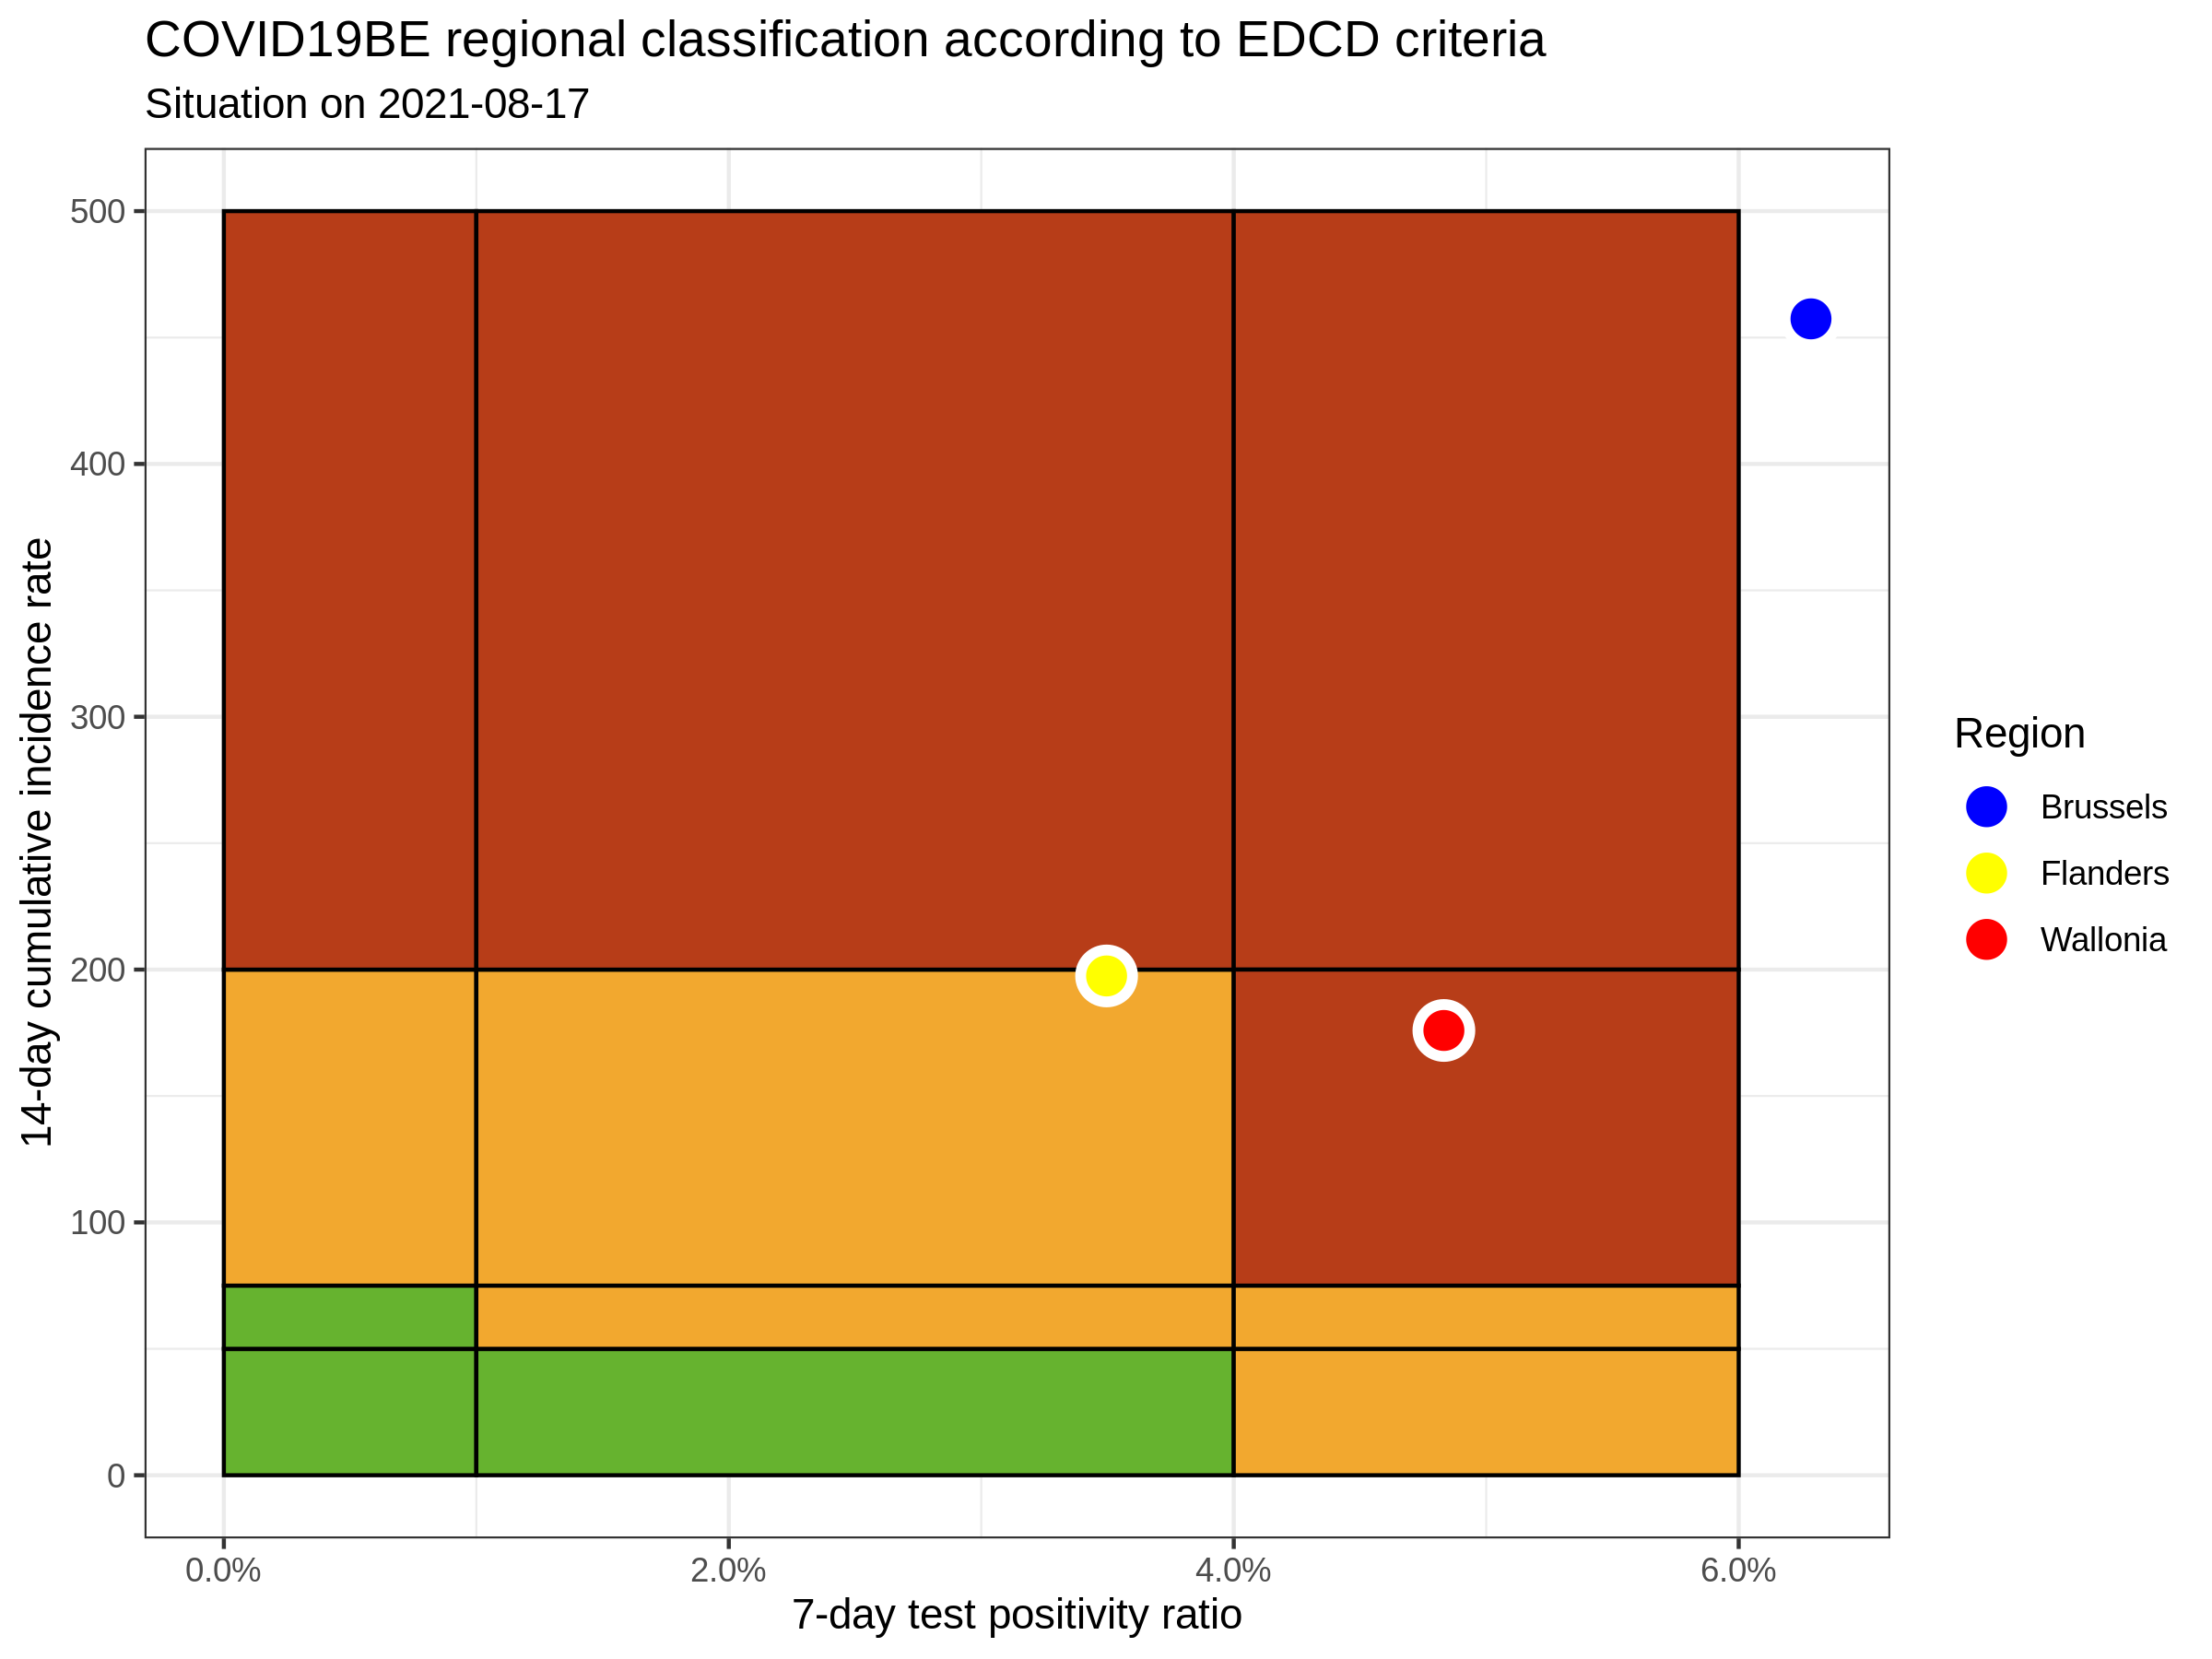 COVID19BE regional classification according to EDCD criteria
Situation on 2021-08-17
14-day cumulative incidence rate
500
400
300
200
100
0
0.0% 2.0% 4.0% 6.0%
7-day test positivity ratio
Region
Brussels
Flanders
Wallonia